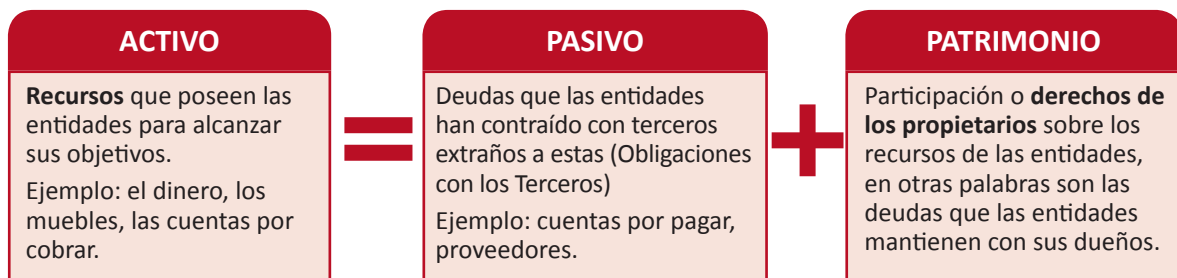 ACTIVO
Recursos que poseen las
entidades para alcanzar
sus objetivos.
Ejemplo: el dinero, los
muebles, las cuentas por
cobrar.
=
PASIVO
Deudas que las entidades
han contraído con terceros
extraños a estas (Obligaciones
con los Terceros)
Ejemplo: cuentas por pagar,
proveedores.
+
PATRIMONIO
Participación o derechos de
los propietarios sobre los
recursos de las entidades,
en otras palabras son las
deudas que las entidades
mantienen con sus dueños.